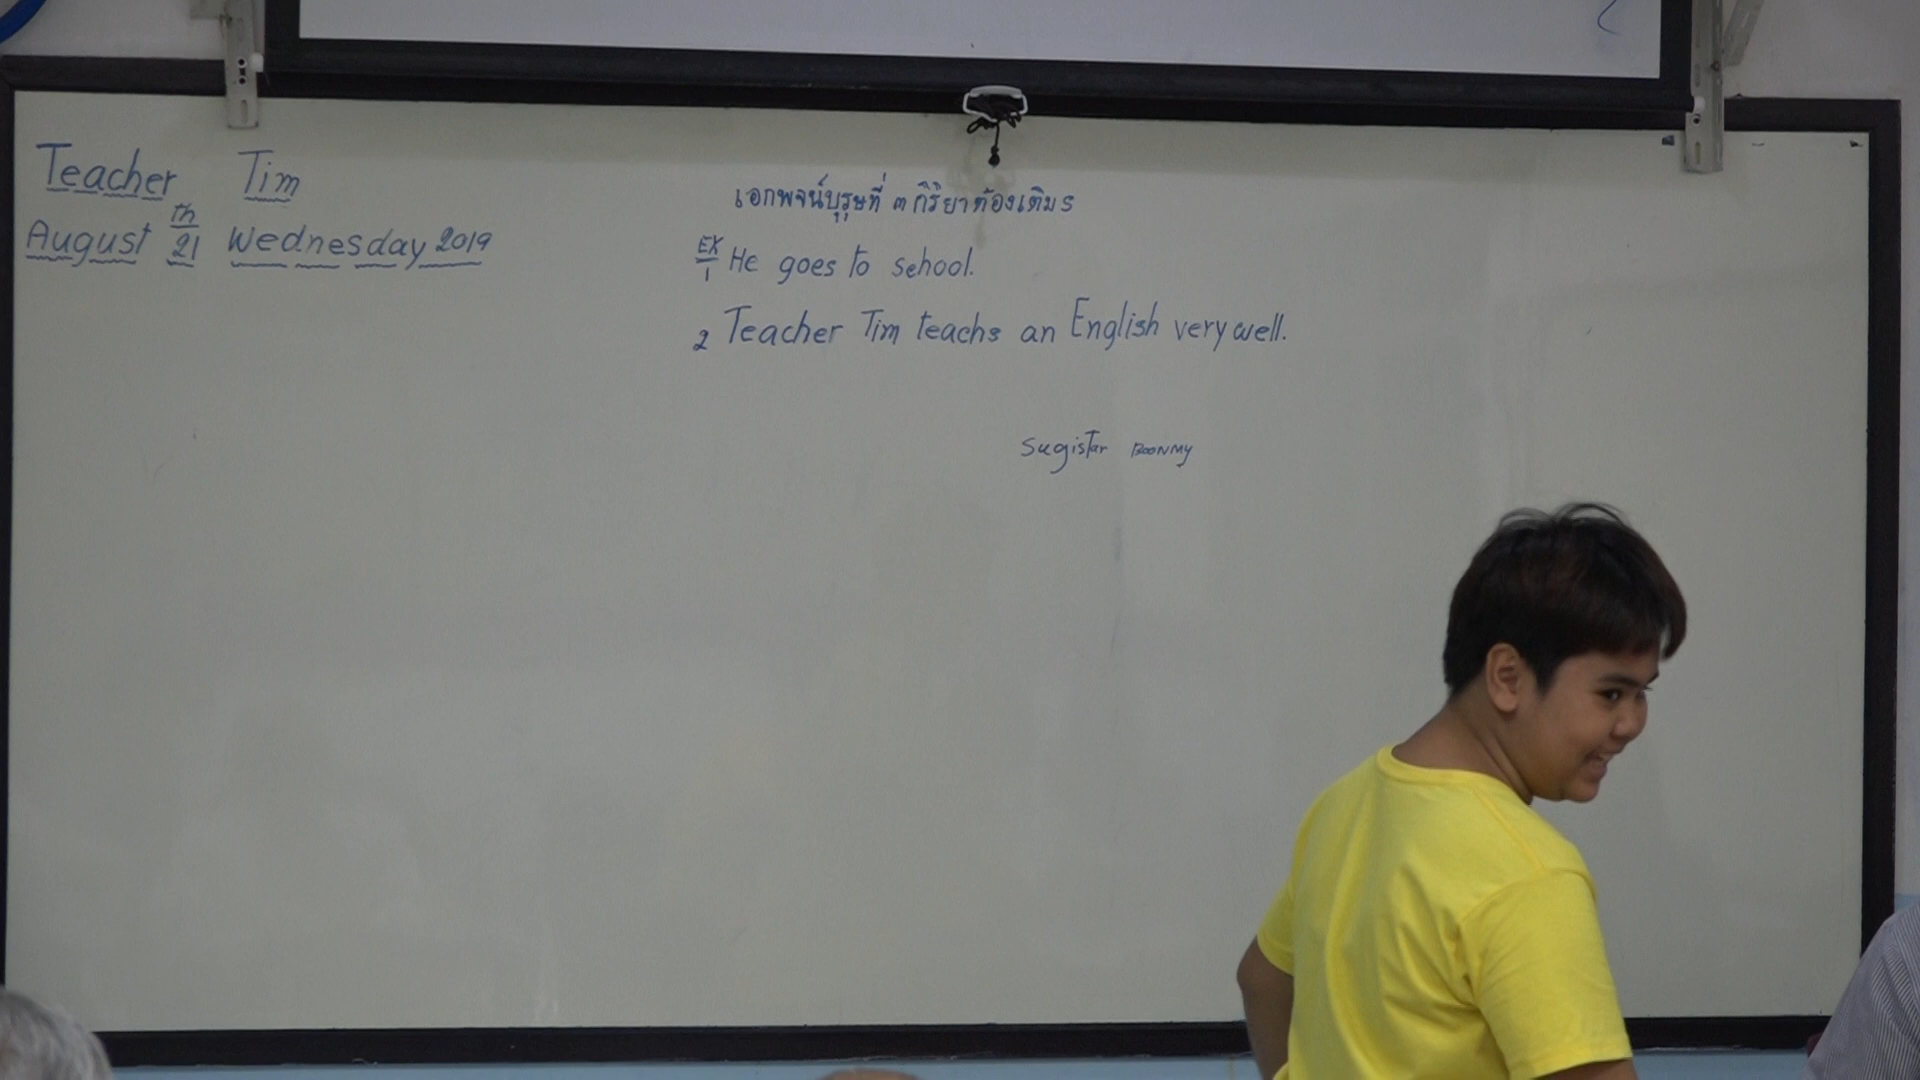 Teacher Tim
August 21th Wednesday 2019
เอกพจน์บุรุษที่ ๓ กิริยาต้องเติม s
EX
1 He goes to school.
2 Teacher Tim teachs an English very well.
Sugistar BOONMY